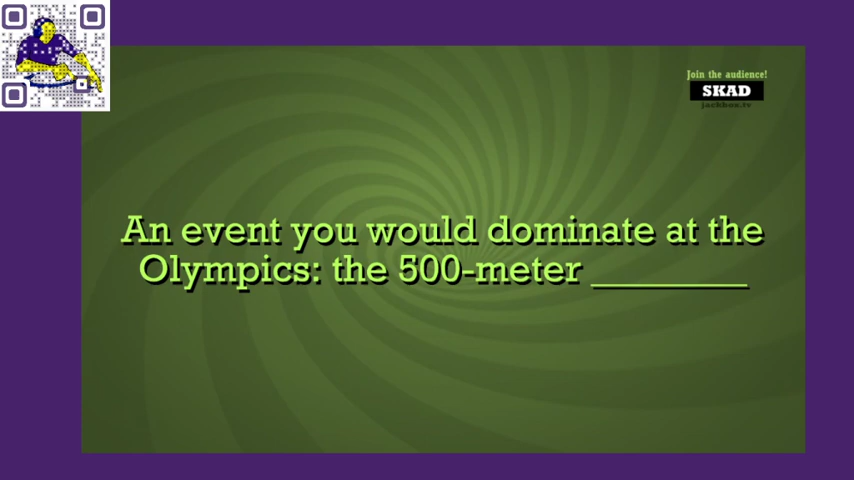 Join the audience!
SKAD
jackbox.tv
An event you would dominate at the
Olympics: the 500-meter ________